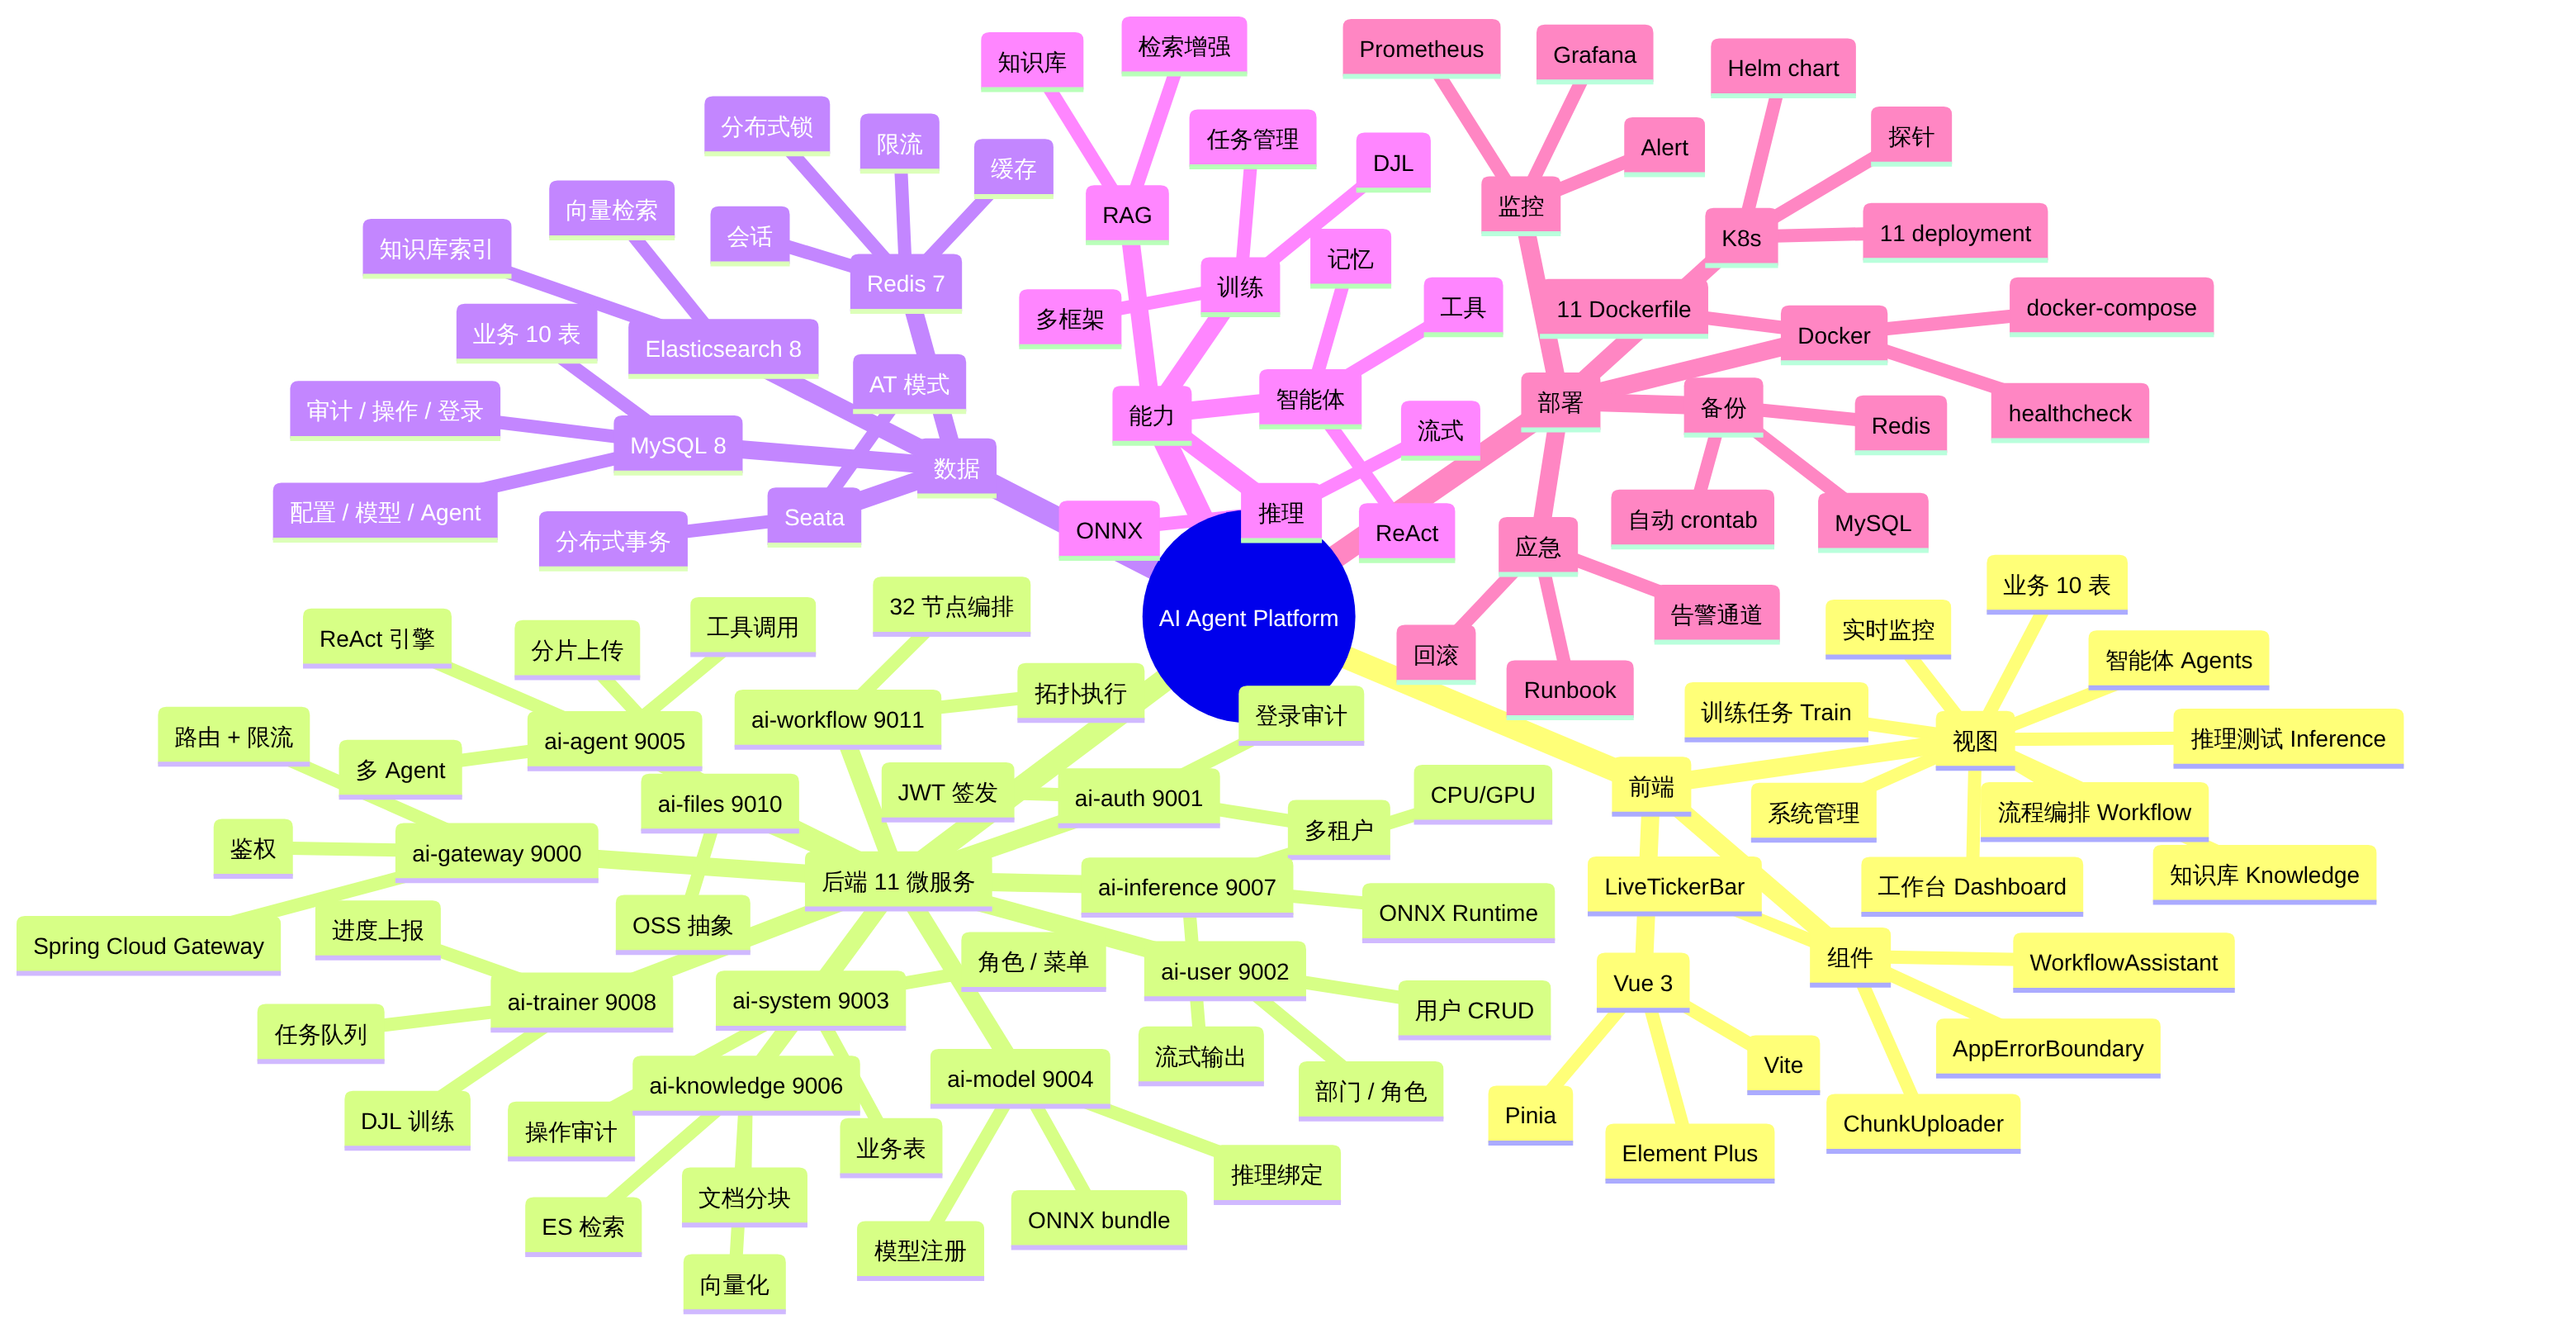 AI Agent Platform
前端
Vue 3
Vite
Element Plus
Pinia
视图
工作台 Dashboard
智能体 Agents
知识库 Knowledge
流程编排 Workflow
推理测试 Inference
训练任务 Train
实时监控
系统管理
业务 10 表
组件
LiveTickerBar
WorkflowAssistant
AppErrorBoundary
ChunkUploader
后端 11 微服务
ai-gateway 9000
路由 + 限流
鉴权
Spring Cloud Gateway
ai-auth 9001
登录审计
JWT 签发
多租户
ai-user 9002
用户 CRUD
部门 / 角色
ai-system 9003
角色 / 菜单
操作审计
业务表
ai-model 9004
模型注册
ONNX bundle
推理绑定
ai-agent 9005
ReAct 引擎
工具调用
多 Agent
ai-knowledge 9006
ES 检索
文档分块
向量化
ai-inference 9007
CPU/GPU
ONNX Runtime
流式输出
ai-trainer 9008
进度上报
任务队列
DJL 训练
ai-files 9010
分片上传
OSS 抽象
ai-workflow 9011
32 节点编排
拓扑执行
数据
MySQL 8
业务 10 表
审计 / 操作 / 登录
配置 / 模型 / Agent
Elasticsearch 8
知识库索引
向量检索
Redis 7
会话
分布式锁
限流
缓存
Seata
AT 模式
分布式事务
能力
RAG
知识库
检索增强
训练
任务管理
DJL
多框架
智能体
记忆
工具
ReAct
推理
流式
ONNX
部署
监控
Prometheus
Grafana
Alert
K8s
Helm chart
探针
11 deployment
Docker
11 Dockerfile
docker-compose
healthcheck
备份
Redis
MySQL
自动 crontab
应急
告警通道
Runbook
回滚